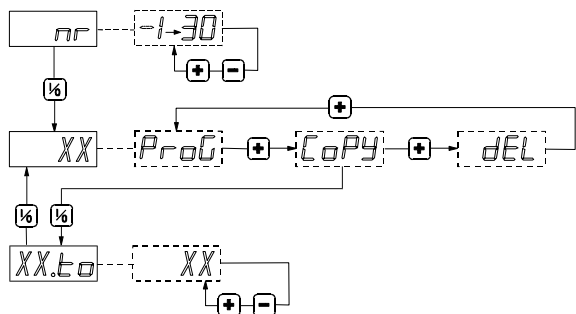 nr -1→30
+ −
I/O
+
XX ProG + CoPY + dEL
I/O I/O
XX.to XX
+ −